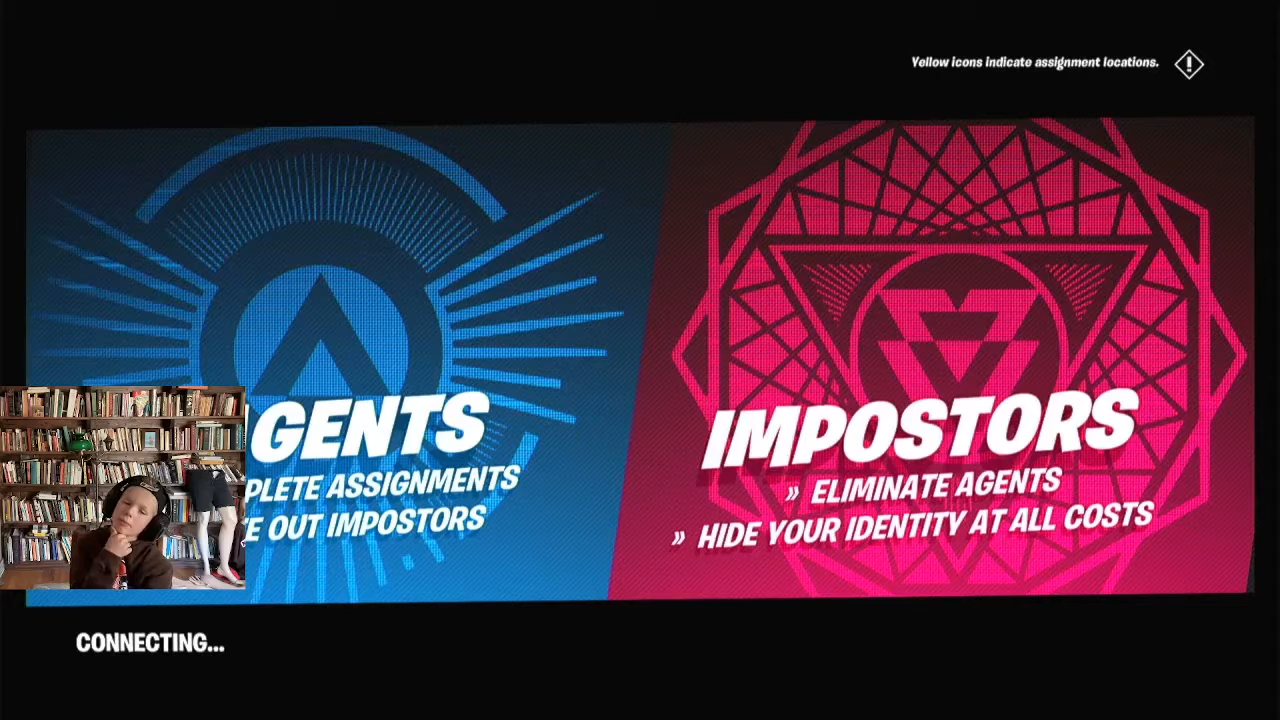 Yellow icons indicate assignment locations.
GENTS
PLETE ASSIGNMENTS
E OUT IMPOSTORS
IMPOSTORS
» ELIMINATE AGENTS
» HIDE YOUR IDENTITY AT ALL COSTS
CONNECTING...